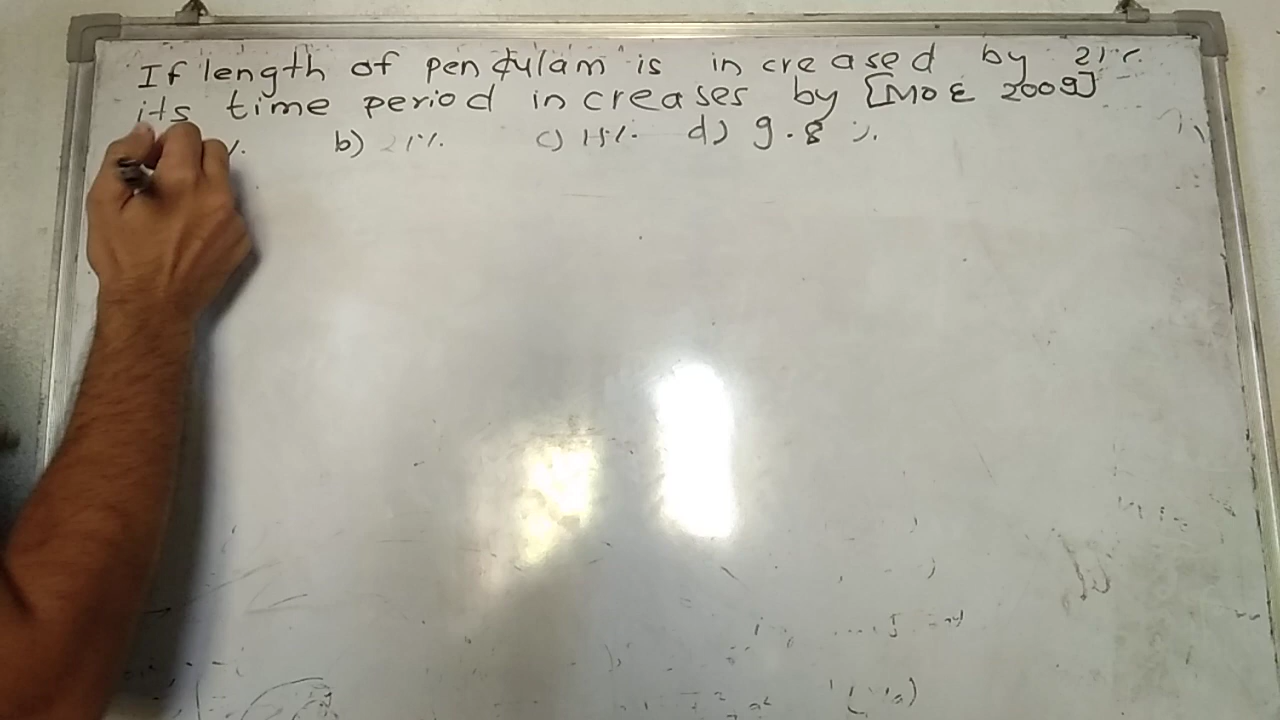 If length of pendulam is increased by 21%
its time period increases by [MOE 2009]
%. b) 21%. c) 15%. d) 9.8 %.